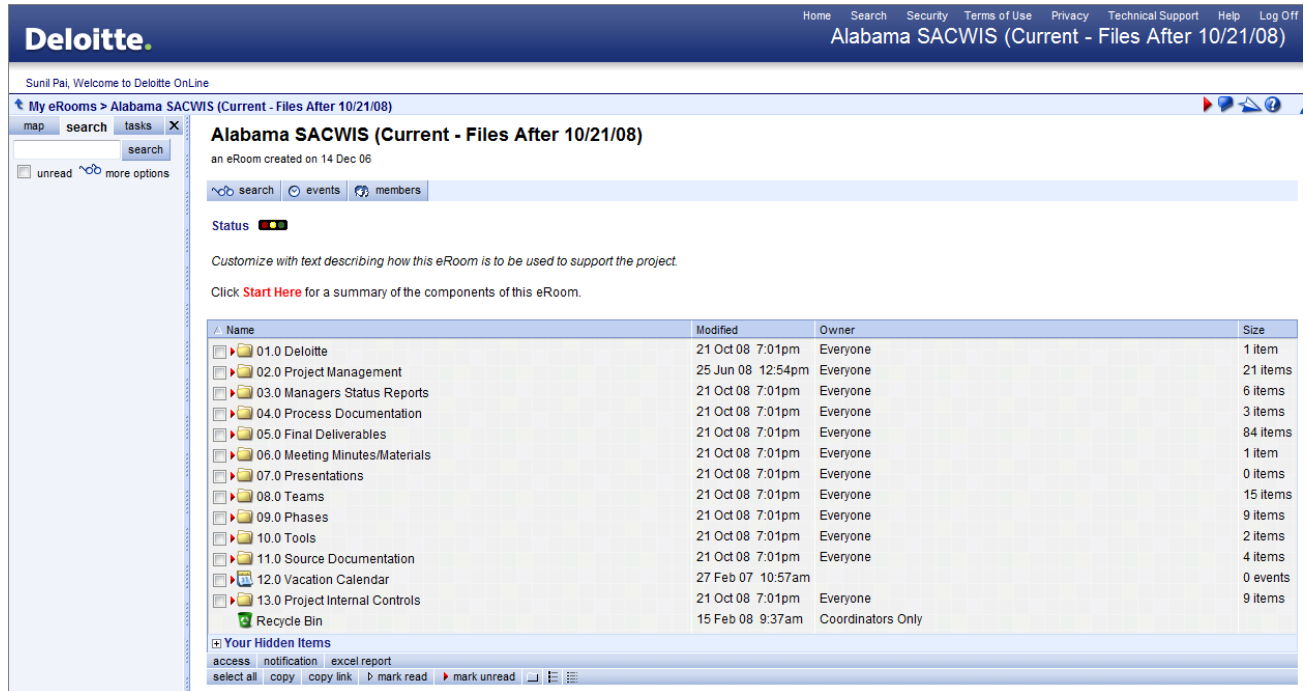 Home Search Security Terms of Use Privacy Technical Support Help Log Off
Deloitte.
Alabama SACWIS (Current - Files After 10/21/08)
Sunil Pai, Welcome to Deloitte OnLine
My eRooms > Alabama SACWIS (Current - Files After 10/21/08)
map search tasks X
search
unread more options
Alabama SACWIS (Current - Files After 10/21/08)
an eRoom created on 14 Dec 06
search events members
Status
Customize with text describing how this eRoom is to be used to support the project.
Click Start Here for a summary of the components of this eRoom.
Name Modified Owner Size
01.0 Deloitte 21 Oct 08 7:01pm Everyone 1 item
02.0 Project Management 25 Jun 08 12:54pm Everyone 21 items
03.0 Managers Status Reports 21 Oct 08 7:01pm Everyone 6 items
04.0 Process Documentation 21 Oct 08 7:01pm Everyone 3 items
05.0 Final Deliverables 21 Oct 08 7:01pm Everyone 84 items
06.0 Meeting Minutes/Materials 21 Oct 08 7:01pm Everyone 1 item
07.0 Presentations 21 Oct 08 7:01pm Everyone 0 items
08.0 Teams 21 Oct 08 7:01pm Everyone 15 items
09.0 Phases 21 Oct 08 7:01pm Everyone 9 items
10.0 Tools 21 Oct 08 7:01pm Everyone 2 items
11.0 Source Documentation 21 Oct 08 7:01pm Everyone 4 items
12.0 Vacation Calendar 27 Feb 07 10:57am 0 events
13.0 Project Internal Controls 21 Oct 08 7:01pm Everyone 9 items
Recycle Bin 15 Feb 08 9:37am Coordinators Only
Your Hidden Items
access notification excel report
select all copy copy link mark read mark unread